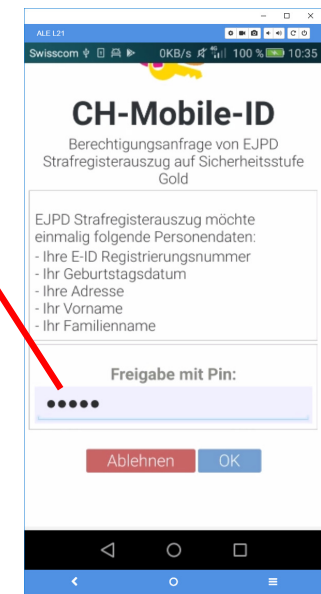 ALE L21
Swisscom 0KB/s 4G 100 % 10:35
CH-Mobile-ID
Berechtigungsanfrage von EJPD
Strafregisterauszug auf Sicherheitsstufe
Gold
EJPD Strafregisterauszug möchte
einmalig folgende Personendaten:
- Ihre E-ID Registrierungsnummer
- Ihr Geburtstagsdatum
- Ihre Adresse
- Ihr Vorname
- Ihr Familienname
Freigabe mit Pin:
●●●●●
Ablehnen OK